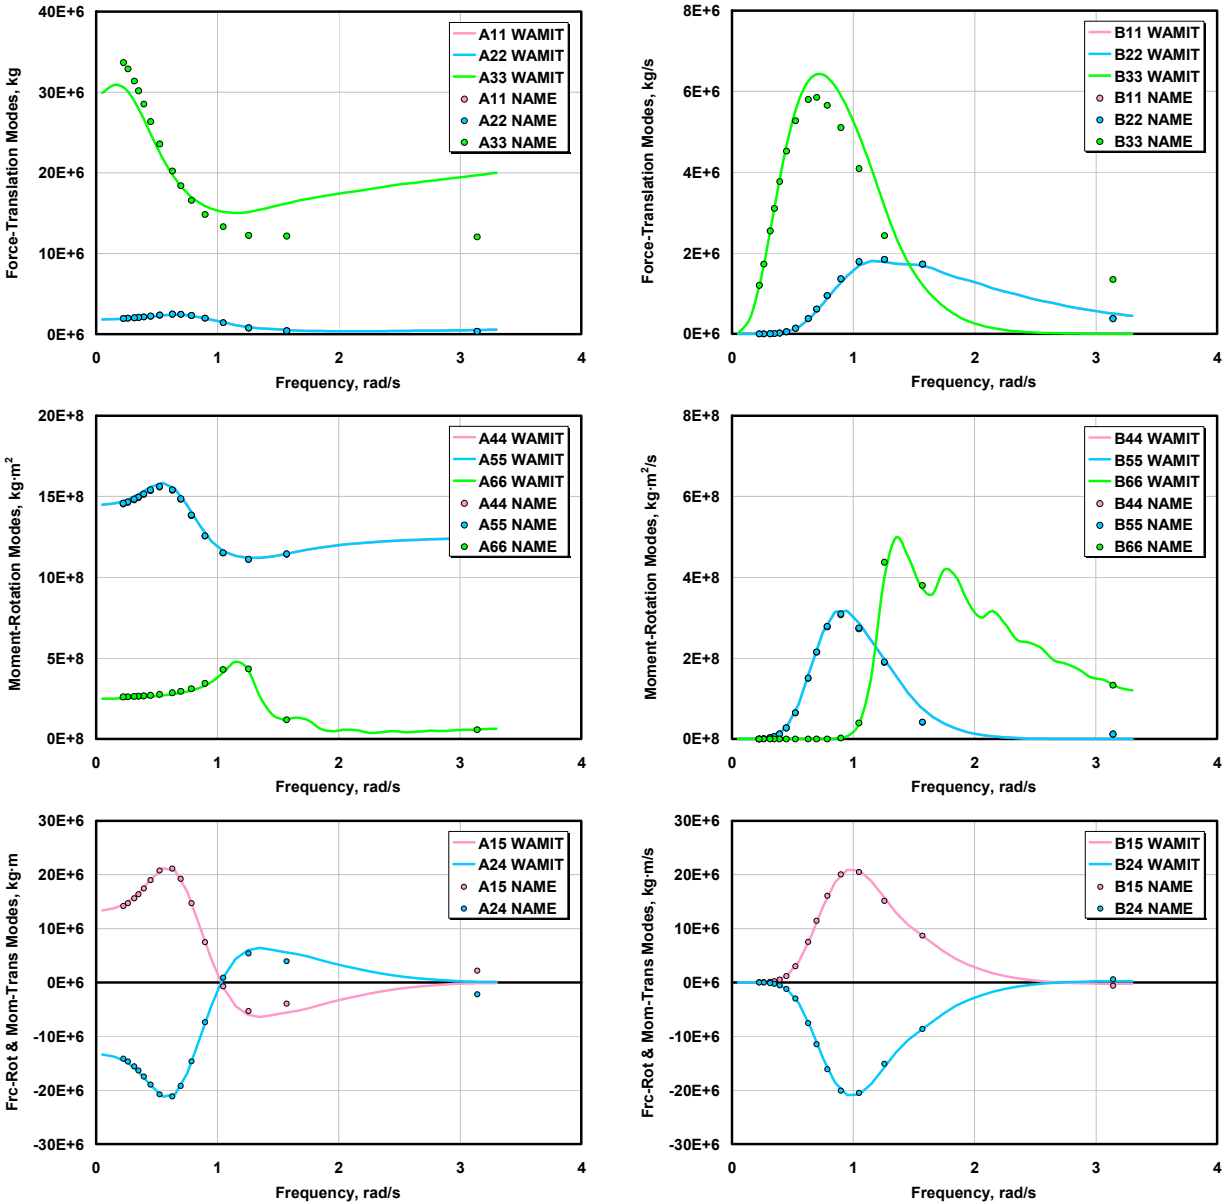 Force-Translation Modes, kg
40E+6
30E+6
20E+6
10E+6
0E+6
0 1 2 3 4
Frequency, rad/s
A11 WAMIT
A22 WAMIT
A33 WAMIT
A11 NAME
A22 NAME
A33 NAME
Force-Translation Modes, kg/s
8E+6
6E+6
4E+6
2E+6
0E+6
0 1 2 3 4
Frequency, rad/s
B11 WAMIT
B22 WAMIT
B33 WAMIT
B11 NAME
B22 NAME
B33 NAME
Moment-Rotation Modes, kg·m²
20E+8
15E+8
10E+8
5E+8
0E+8
0 1 2 3 4
Frequency, rad/s
A44 WAMIT
A55 WAMIT
A66 WAMIT
A44 NAME
A55 NAME
A66 NAME
Moment-Rotation Modes, kg·m²/s
8E+8
6E+8
4E+8
2E+8
0E+8
0 1 2 3 4
Frequency, rad/s
B44 WAMIT
B55 WAMIT
B66 WAMIT
B44 NAME
B55 NAME
B66 NAME
Frc-Rot & Mom-Trans Modes, kg·m
30E+6
20E+6
10E+6
0E+6
-10E+6
-20E+6
-30E+6
0 1 2 3 4
Frequency, rad/s
A15 WAMIT
A24 WAMIT
A15 NAME
A24 NAME
Frc-Rot & Mom-Trans Modes, kg·m/s
30E+6
20E+6
10E+6
0E+6
-10E+6
-20E+6
-30E+6
0 1 2 3 4
Frequency, rad/s
B15 WAMIT
B24 WAMIT
B15 NAME
B24 NAME